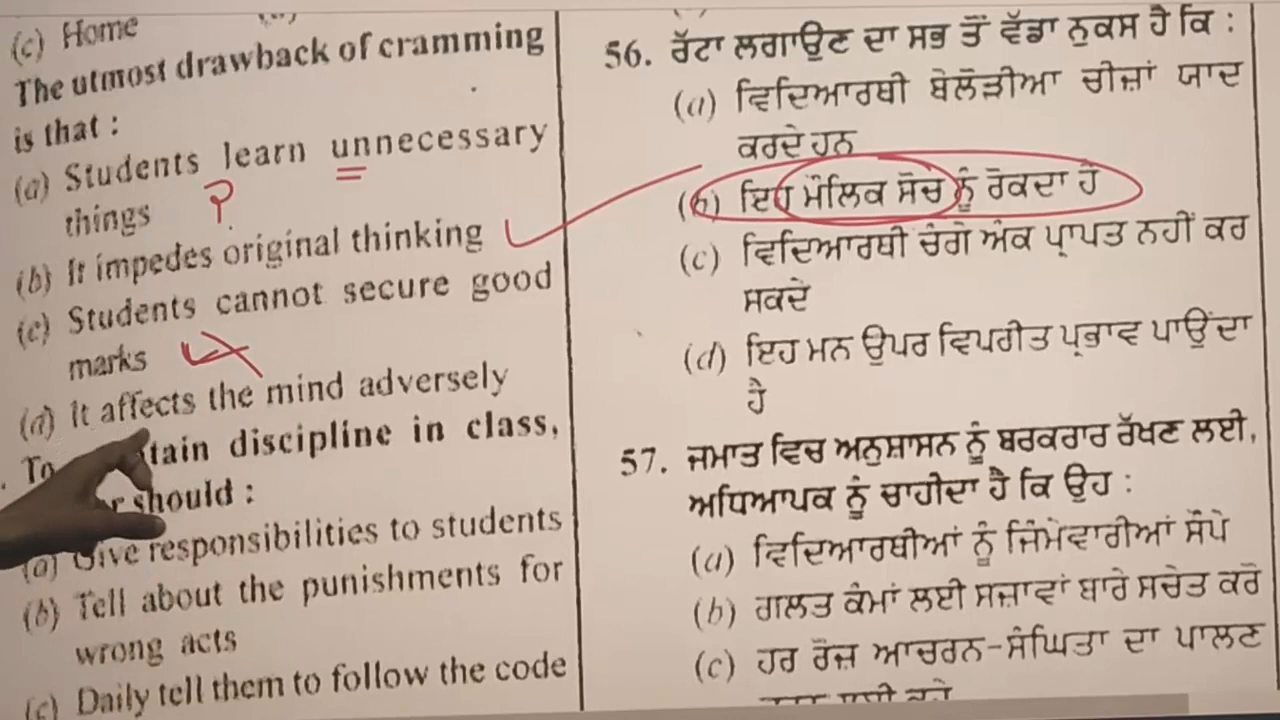 (c) Home
The utmost drawback of cramming
is that :
(a) Students learn unnecessary
things ?
(b) It impedes original thinking
(c) Students cannot secure good
marks
(d) It affects the mind adversely
To tain discipline in class,
should :
(a) Give responsibilities to students
(b) Tell about the punishments for
wrong acts
(c) Daily tell them to follow the code
56. ਰੱਟਾ ਲਗਾਉਣ ਦਾ ਸਭ ਤੋਂ ਵੱਡਾ ਨੁਕਸ ਹੈ ਕਿ :
(a) ਵਿਦਿਆਰਥੀ ਬੇਲੋੜੀਆ ਚੀਜ਼ਾਂ ਯਾਦ
ਕਰਦੇ ਹਨ
(b) ਇਹ ਮੌਲਿਕ ਸੋਚ ਨੂੰ ਰੋਕਦਾ ਹੈ
(c) ਵਿਦਿਆਰਥੀ ਚੰਗੇ ਅੰਕ ਪ੍ਰਾਪਤ ਨਹੀਂ ਕਰ
ਸਕਦੇ
(d) ਇਹ ਮਨ ਉਪਰ ਵਿਪਰੀਤ ਪ੍ਰਭਾਵ ਪਾਉਂਦਾ
ਹੈ
57. ਜਮਾਤ ਵਿਚ ਅਨੁਸ਼ਾਸਨ ਨੂੰ ਬਰਕਰਾਰ ਰੱਖਣ ਲਈ,
ਅਧਿਆਪਕ ਨੂੰ ਚਾਹੀਦਾ ਹੈ ਕਿ ਉਹ :
(a) ਵਿਦਿਆਰਥੀਆਂ ਨੂੰ ਜਿੰਮੇਵਾਰੀਆਂ ਸੌਂਪੇ
(b) ਗਲਤ ਕੰਮਾਂ ਲਈ ਸਜ਼ਾਵਾਂ ਬਾਰੇ ਸਚੇਤ ਕਰੇ
(c) ਹਰ ਰੋਜ਼ ਆਚਰਨ-ਸੰਘਿਤਾ ਦਾ ਪਾਲਣ